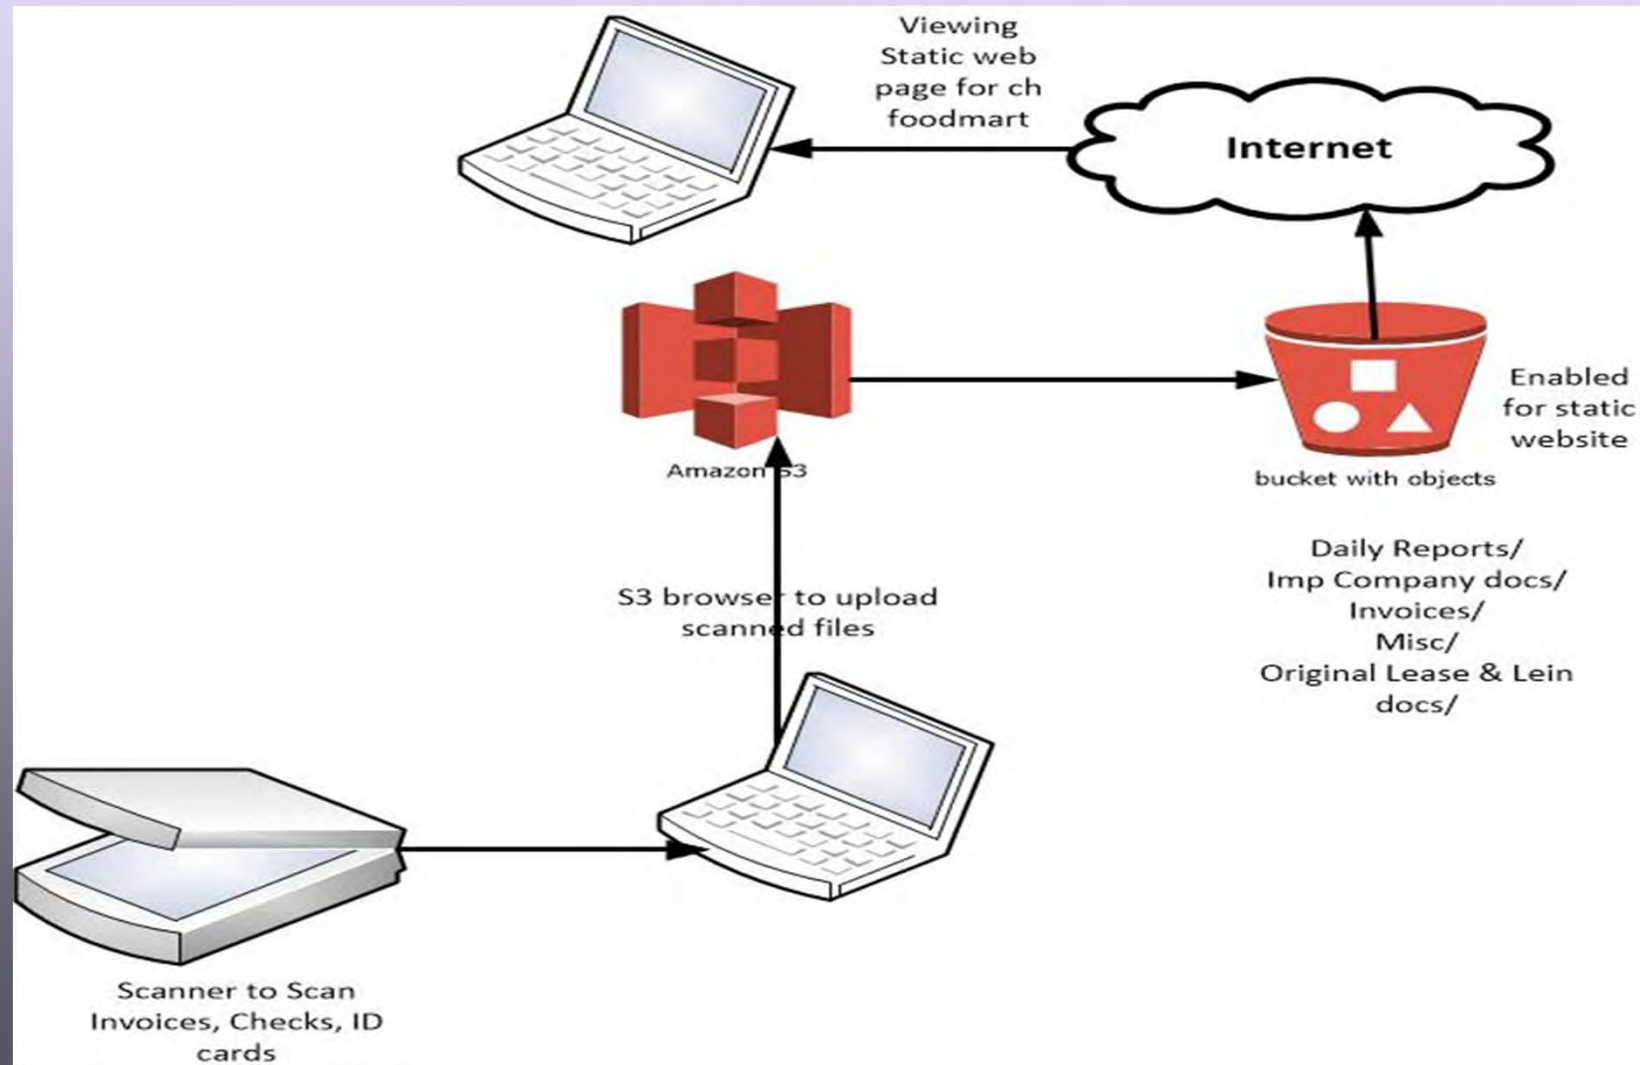 Viewing
Static web
page for ch
foodmart
Internet
Enabled
for static
website
Amazon S3
bucket with objects
S3 browser to upload
scanned files
Daily Reports/
Imp Company docs/
Invoices/
Misc/
Original Lease & Lein
docs/
Scanner to Scan
Invoices, Checks, ID
cards